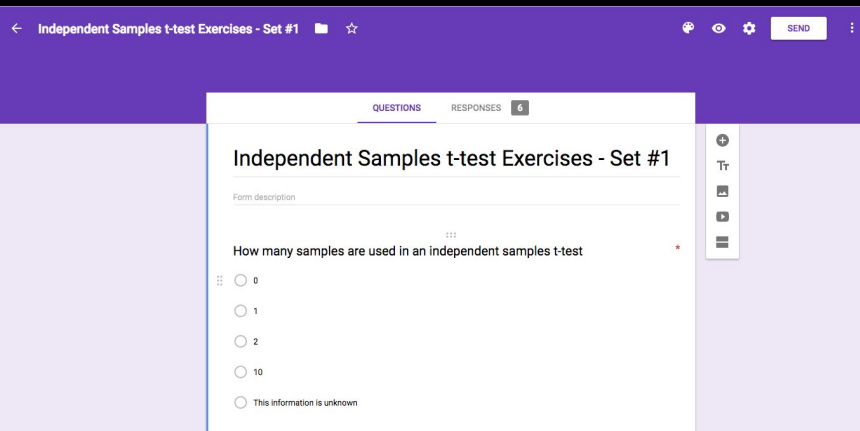 Independent Samples t-test Exercises - Set #1
SEND
QUESTIONS RESPONSES 6
Independent Samples t-test Exercises - Set #1
Form description
How many samples are used in an independent samples t-test *
0
1
2
10
This information is unknown